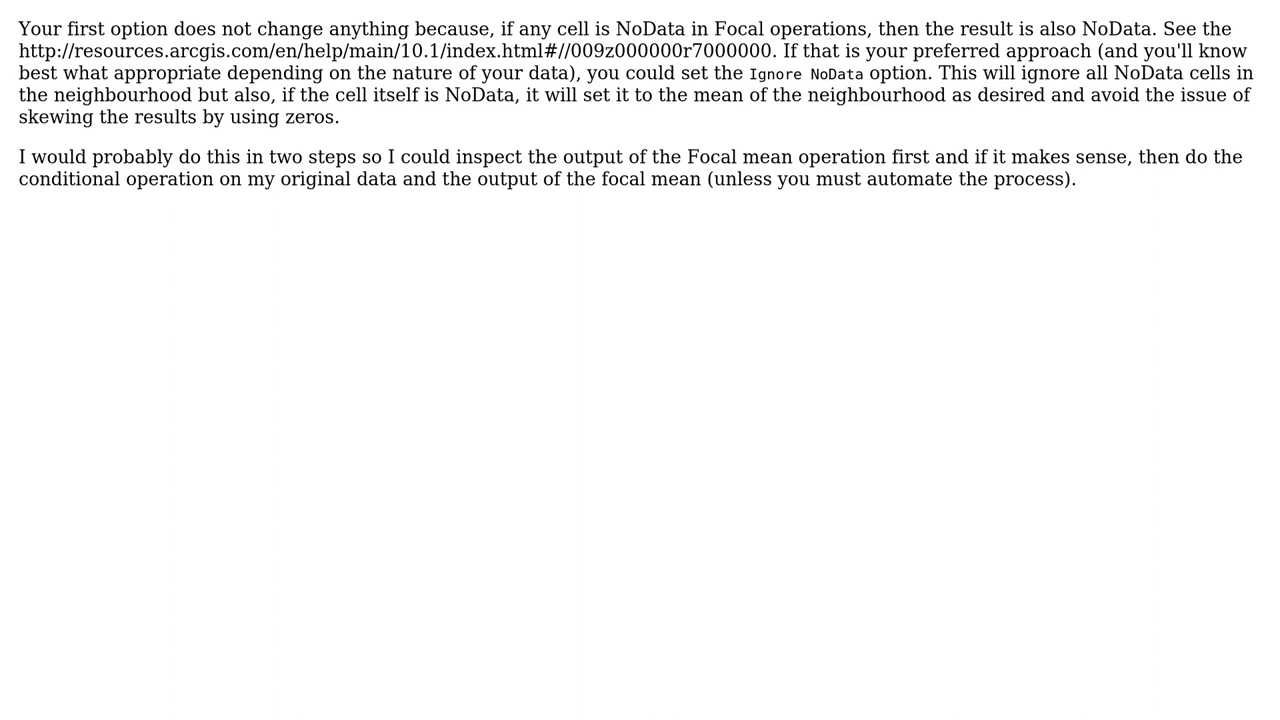 Your first option does not change anything because, if any cell is NoData in Focal operations, then the result is also NoData. See the
http://resources.arcgis.com/en/help/main/10.1/index.html#//009z000000r7000000. If that is your preferred approach (and you'll know
best what appropriate depending on the nature of your data), you could set the Ignore NoData option. This will ignore all NoData cells in
the neighbourhood but also, if the cell itself is NoData, it will set it to the mean of the neighbourhood as desired and avoid the issue of
skewing the results by using zeros.
I would probably do this in two steps so I could inspect the output of the Focal mean operation first and if it makes sense, then do the
conditional operation on my original data and the output of the focal mean (unless you must automate the process).